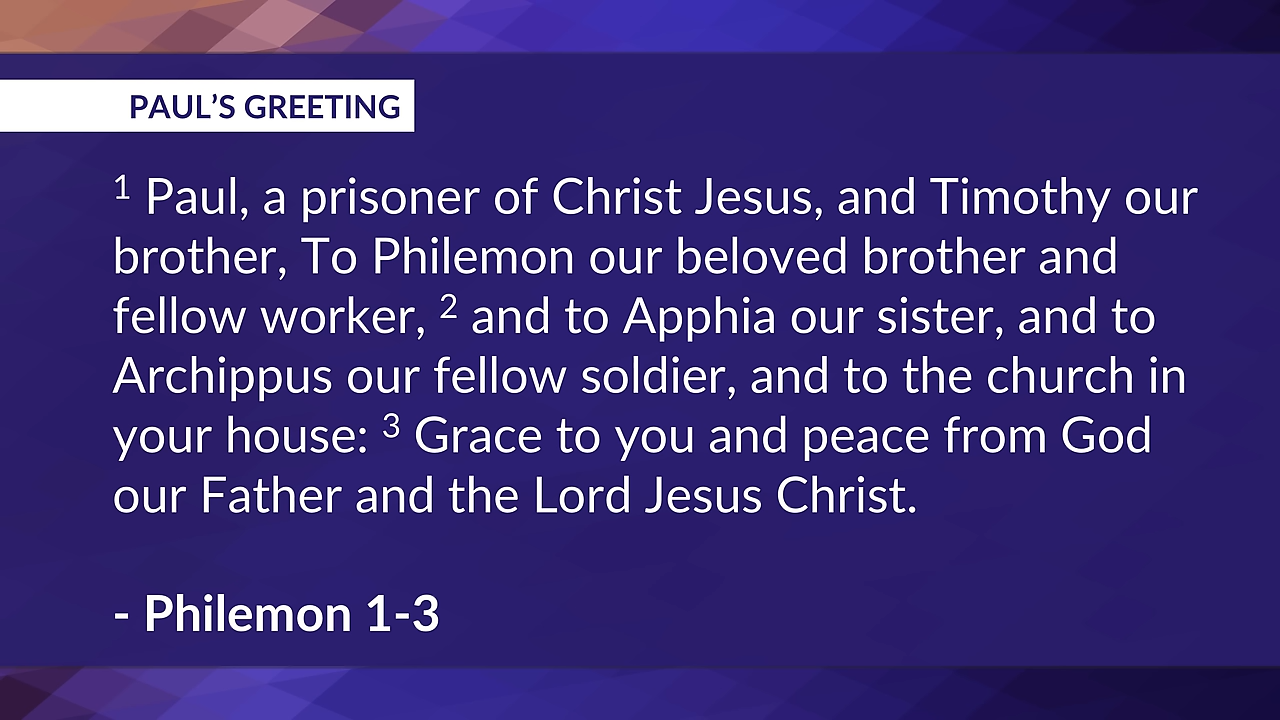 PAUL’S GREETING
1 Paul, a prisoner of Christ Jesus, and Timothy our
brother, To Philemon our beloved brother and
fellow worker, 2 and to Apphia our sister, and to
Archippus our fellow soldier, and to the church in
your house: 3 Grace to you and peace from God
our Father and the Lord Jesus Christ.
- Philemon 1-3